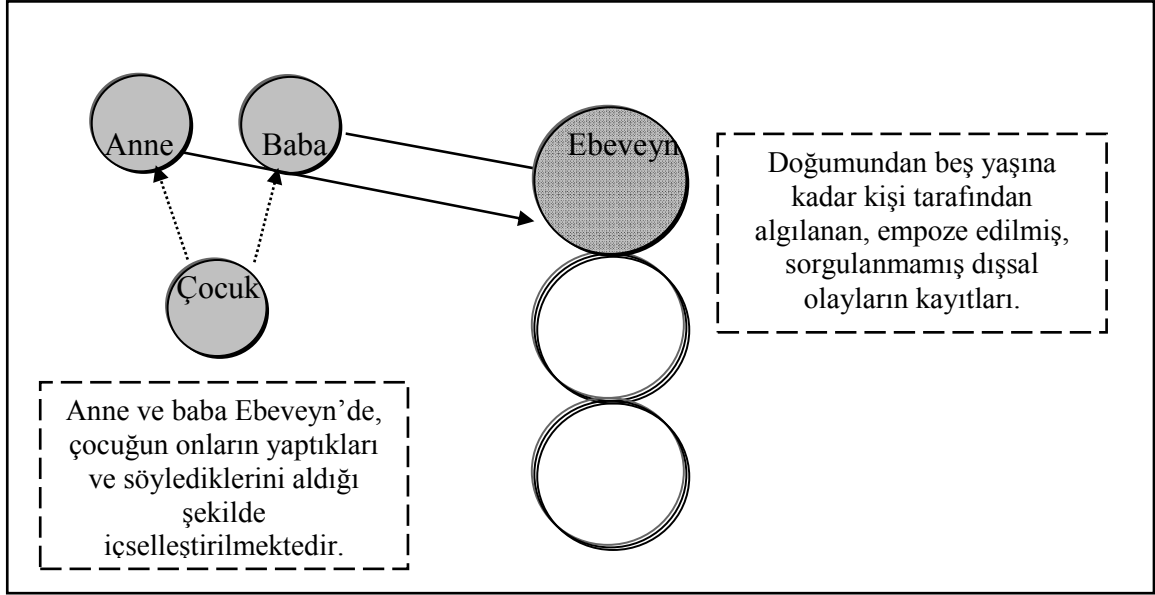 Anne
Baba
Ebeveyn
Çocuk
Doğumundan beş yaşına
kadar kişi tarafından
algılanan, empoze edilmiş,
sorgulanmamış dışsal
olayların kayıtları.
Anne ve baba Ebeveyn’de,
çocuğun onların yaptıkları
ve söylediklerini aldığı
şekilde
içselleştirilmektedir.